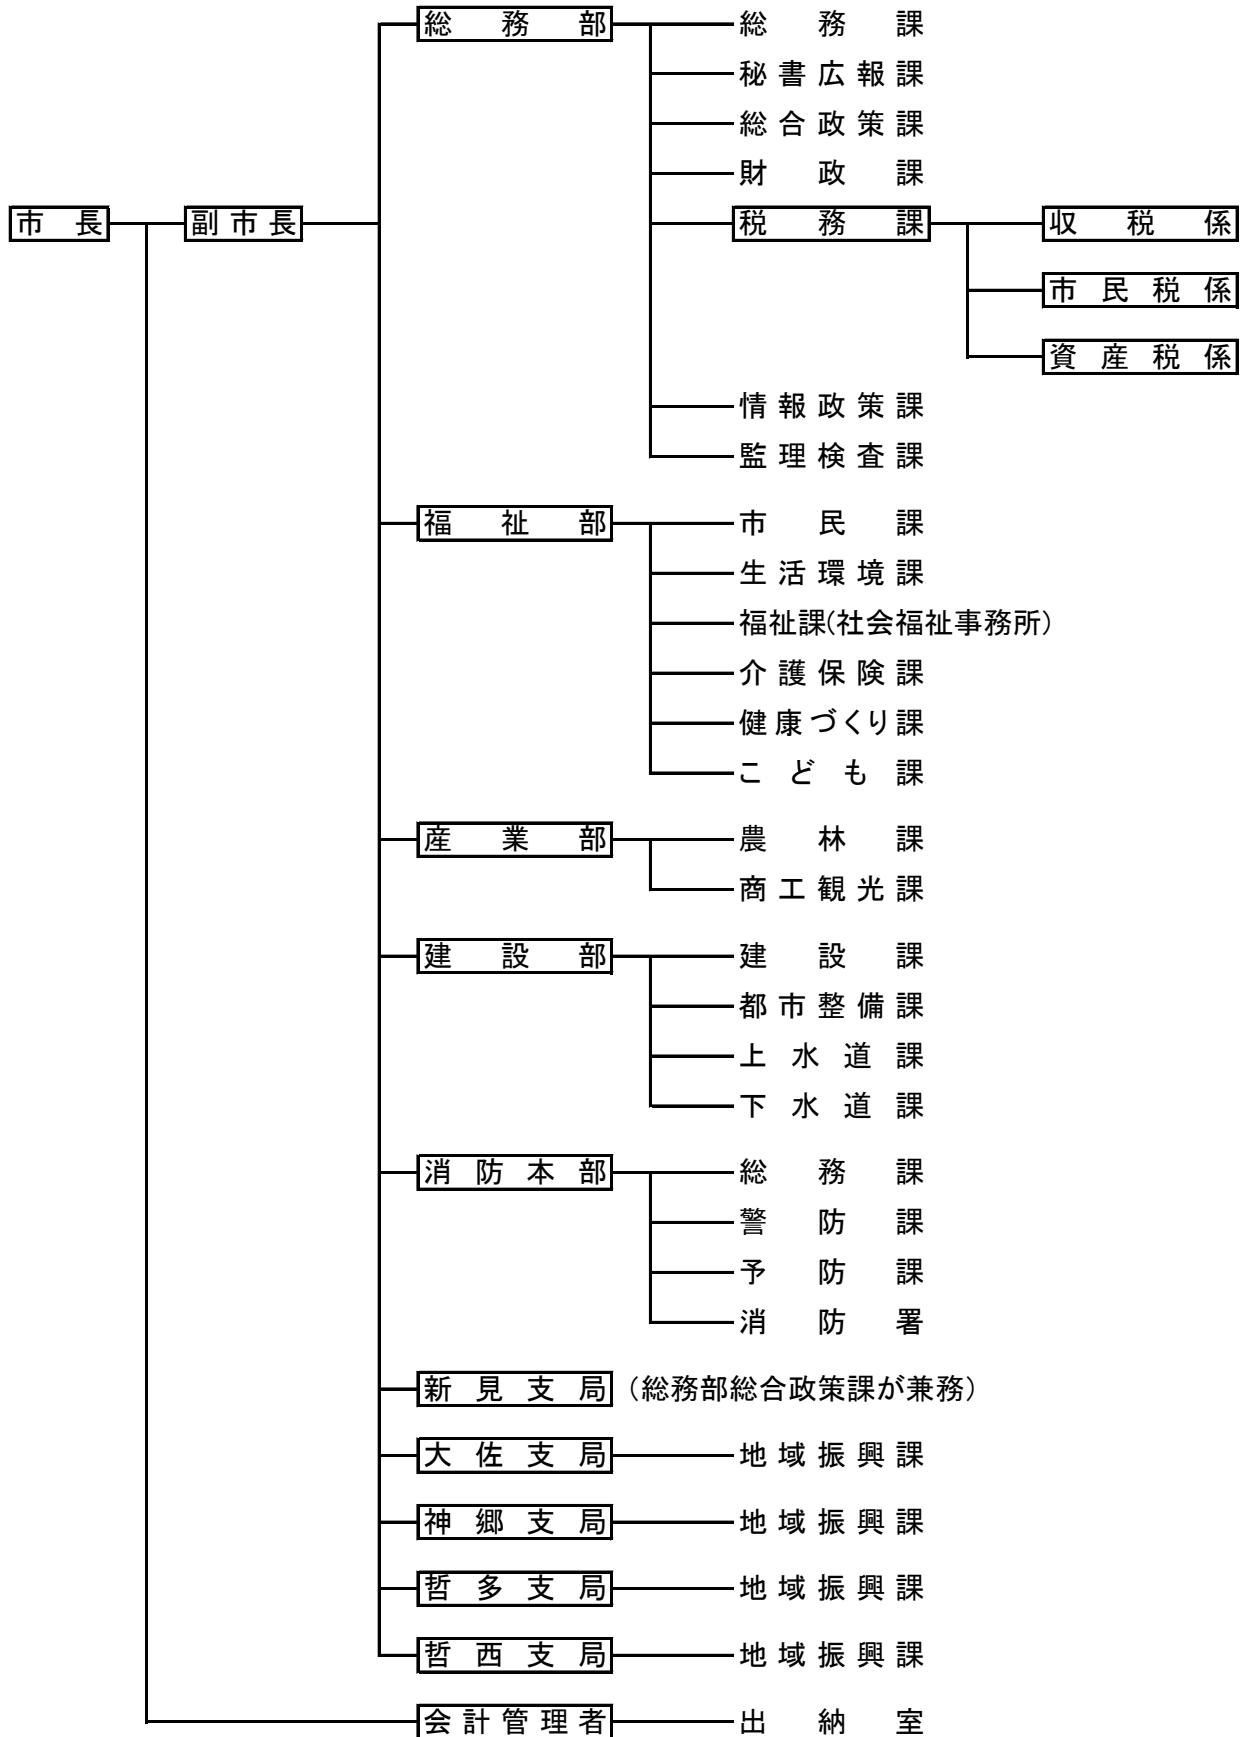 総務部 総務課
秘書広報課
総合政策課
財政課
市長 副市長 税務課 収税係
市民税係
資産税係
情報政策課
監理検査課
福祉部 市民課
生活環境課
福祉課(社会福祉事務所)
介護保険課
健康づくり課
こども課
産業部 農林課
商工観光課
建設部 建設課
都市整備課
上水道課
下水道課
消防本部 総務課
警防課
予防課
消防署
新見支局 (総務部総合政策課が兼務)
大佐支局 地域振興課
神郷支局 地域振興課
哲多支局 地域振興課
哲西支局 地域振興課
会計管理者 出納室